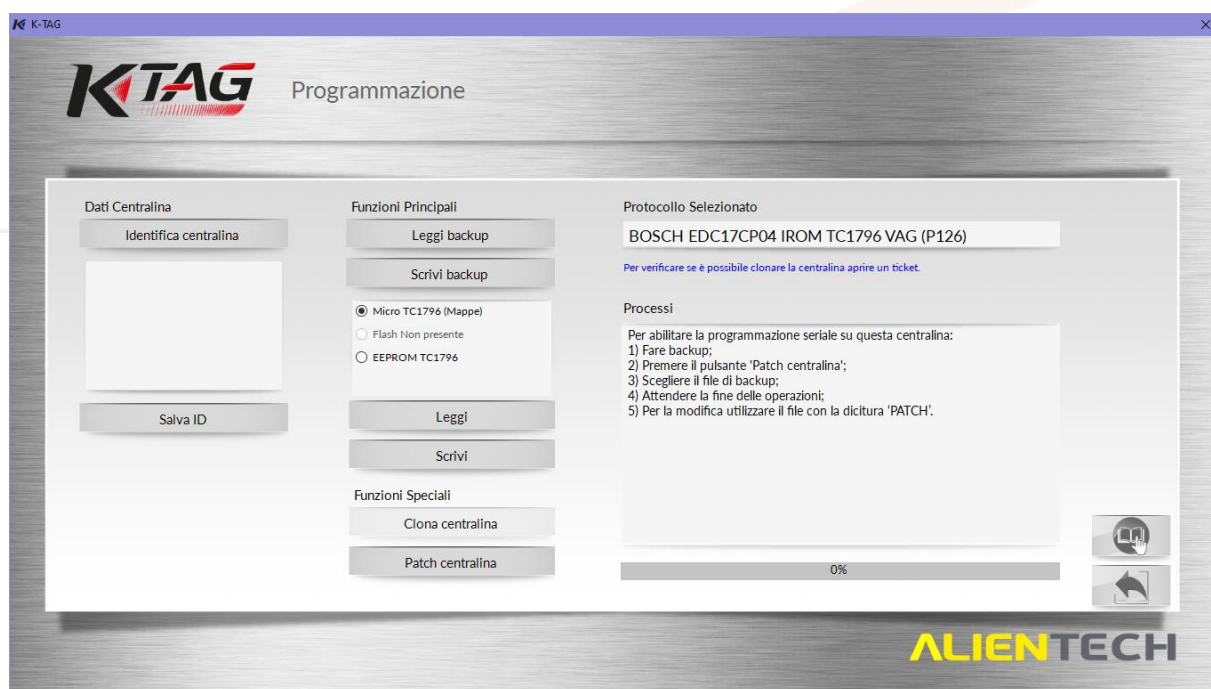 K-TAG
KTAG
Programmazione
Dati Centralina
Identifica centralina
Salva ID
Funzioni Principali
Leggi backup
Scrivi backup
Micro TC1796 (Mappe)
Flash Non presente
EEPROM TC1796
Leggi
Scrivi
Funzioni Speciali
Clona centralina
Patch centralina
Protocollo Selezionato
BOSCH EDC17CP04 IROM TC1796 VAG (P126)
Per verificare se è possibile clonare la centralina aprire un ticket.
Processi
Per abilitare la programmazione seriale su questa centralina:
1) Fare backup;
2) Premere il pulsante 'Patch centralina';
3) Scegliere il file di backup;
4) Attendere la fine delle operazioni;
5) Per la modifica utilizzare il file con la dicitura 'PATCH'.
0%
ALIENTECH